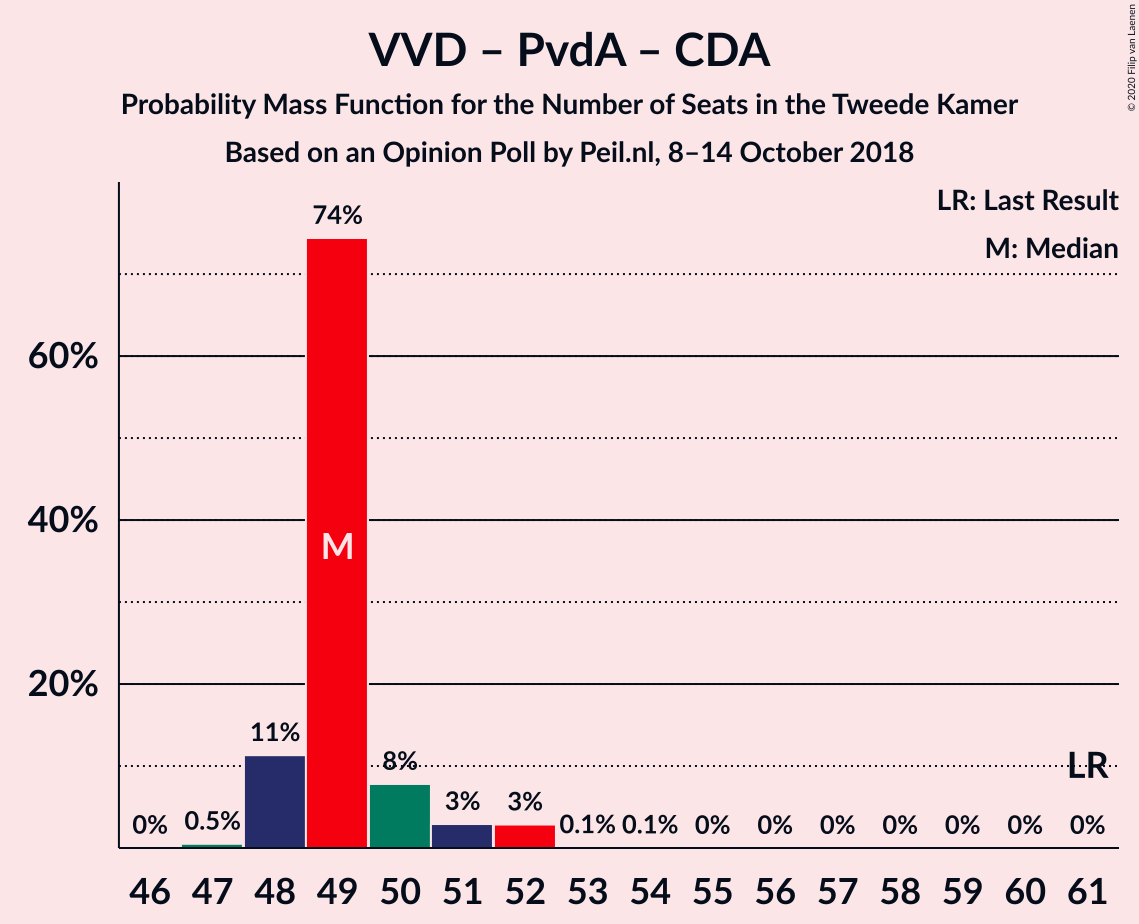 VVD – PvdA – CDA
Probability Mass Function for the Number of Seats in the Tweede Kamer
Based on an Opinion Poll by Peil.nl, 8–14 October 2018
© 2020 Filip van Laenen
LR: Last Result
M: Median
60%
40%
20%
0%
0.5%
11%
74%
8%
3%
3%
0.1%
0.1%
0%
0%
0%
0%
0%
0%
0%
M
LR
46 47 48 49 50 51 52 53 54 55 56 57 58 59 60 61